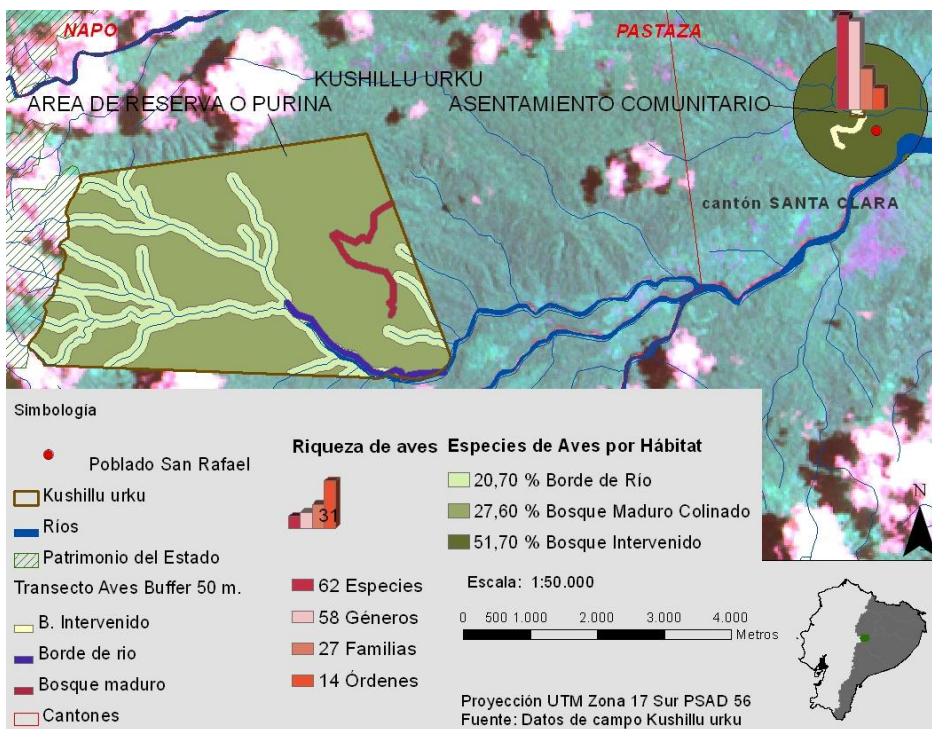 NAPO
PASTAZA
KUSHILLU URKU
AREA DE RESERVA O PURINA
ASENTAMIENTO COMUNITARIO
cantón SANTA CLARA
Simbología
Poblado San Rafael
Kushillu urku
Ríos
Patrimonio del Estado
Transecto Aves Buffer 50 m.
B. Intervenido
Borde de rio
Bosque maduro
Cantones
Riqueza de aves
31
62 Especies
58 Géneros
27 Familias
14 Órdenes
Especies de Aves por Hábitat
20,70 % Borde de Río
27,60 % Bosque Maduro Colinado
51,70 % Bosque Intervenido
Escala: 1:50.000
0 500 1.000 2.000 3.000 4.000
Metros
Proyección UTM Zona 17 Sur PSAD 56
Fuente: Datos de campo Kushillu urku
N